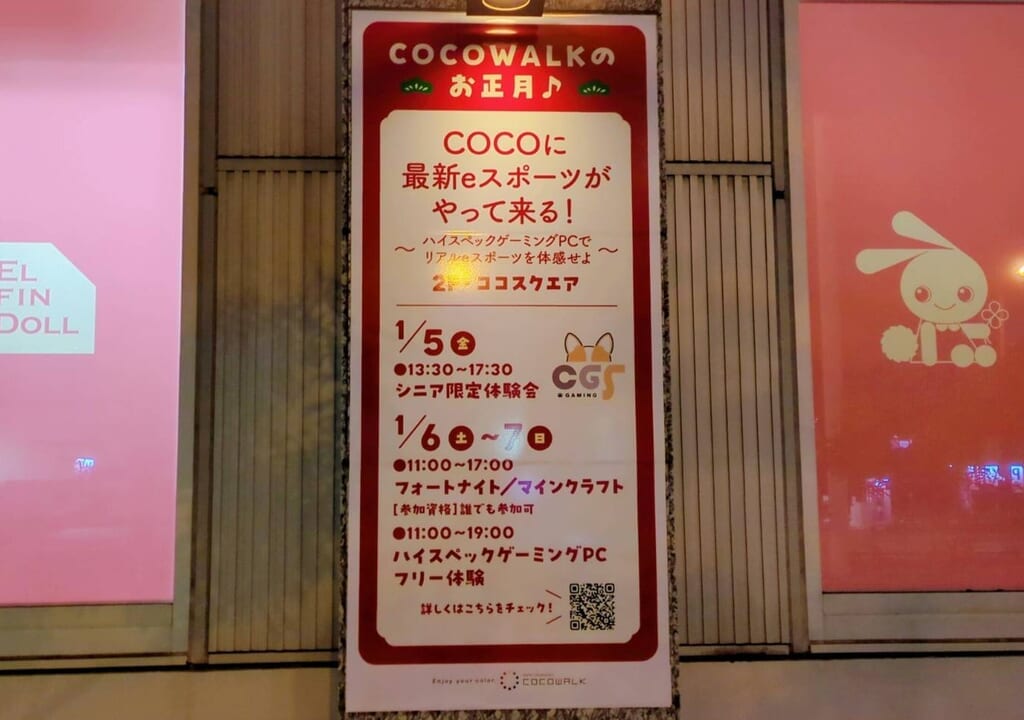 COCOWALKの
お正月♪
COCOに
最新eスポーツが
やって来る！
～ハイスペックゲーミングPCで～
リアルeスポーツを体感せよ
ココスクエア
1/5金
●13:30～17:30
シニア限定体験会
CGS
GAMING
1/6土～7日
●11:00～17:00
フォートナイト／マインクラフト
[参加資格]誰でも参加可
●11:00～19:00
ハイスペックゲーミングPC
フリー体験
詳しくはこちらをチェック！
Enjoy your color.
COCOWALK
EL
FIN
DOLL